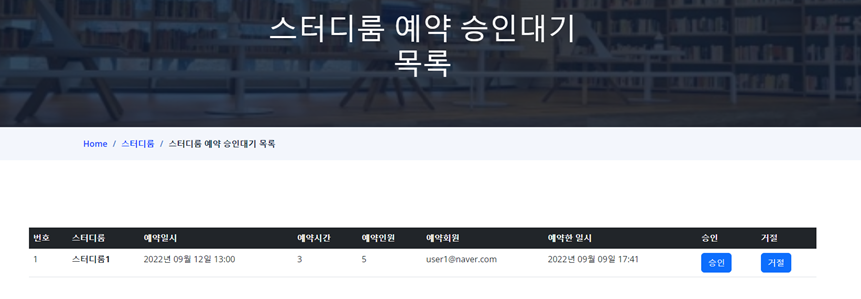 스터디룸 예약 승인대기
목록
Home / 스터디룸 / 스터디룸 예약 승인대기 목록
번호 스터디룸 예약일시 예약시간 예약인원 예약회원 예약한 일시 승인 거절
1 스터디룸1 2022년 09월 12일 13:00 3 5 user1@naver.com 2022년 09월 09일 17:41 승인 거절